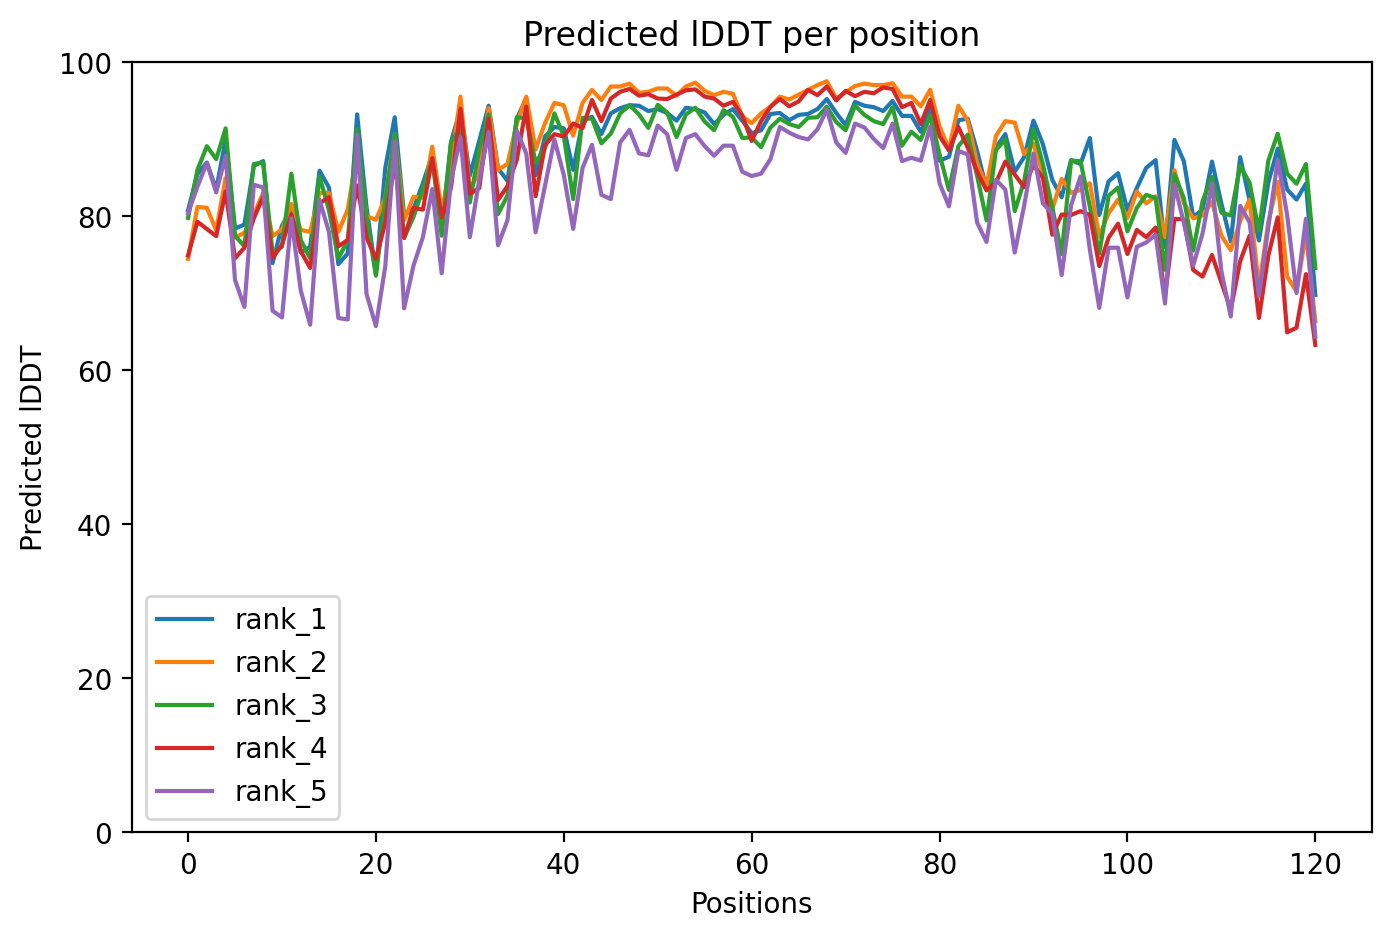 Predicted lDDT per position
100
80
60
40
20
0
Predicted lDDT
rank_1
rank_2
rank_3
rank_4
rank_5
0 20 40 60 80 100 120
Positions